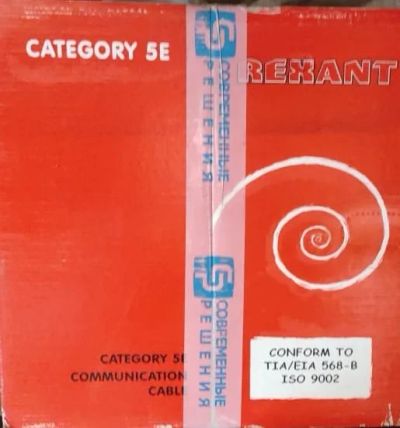 CATEGORY 5E
REXANT
СОВРЕМЕННЫЕ
РЕШЕНИЯ
СОВРЕМЕННЫЕ
РЕШЕНИЯ
CATEGORY 5E
COMMUNICATION
CABLE
CONFORM TO
TIA/EIA 568-B
ISO 9002